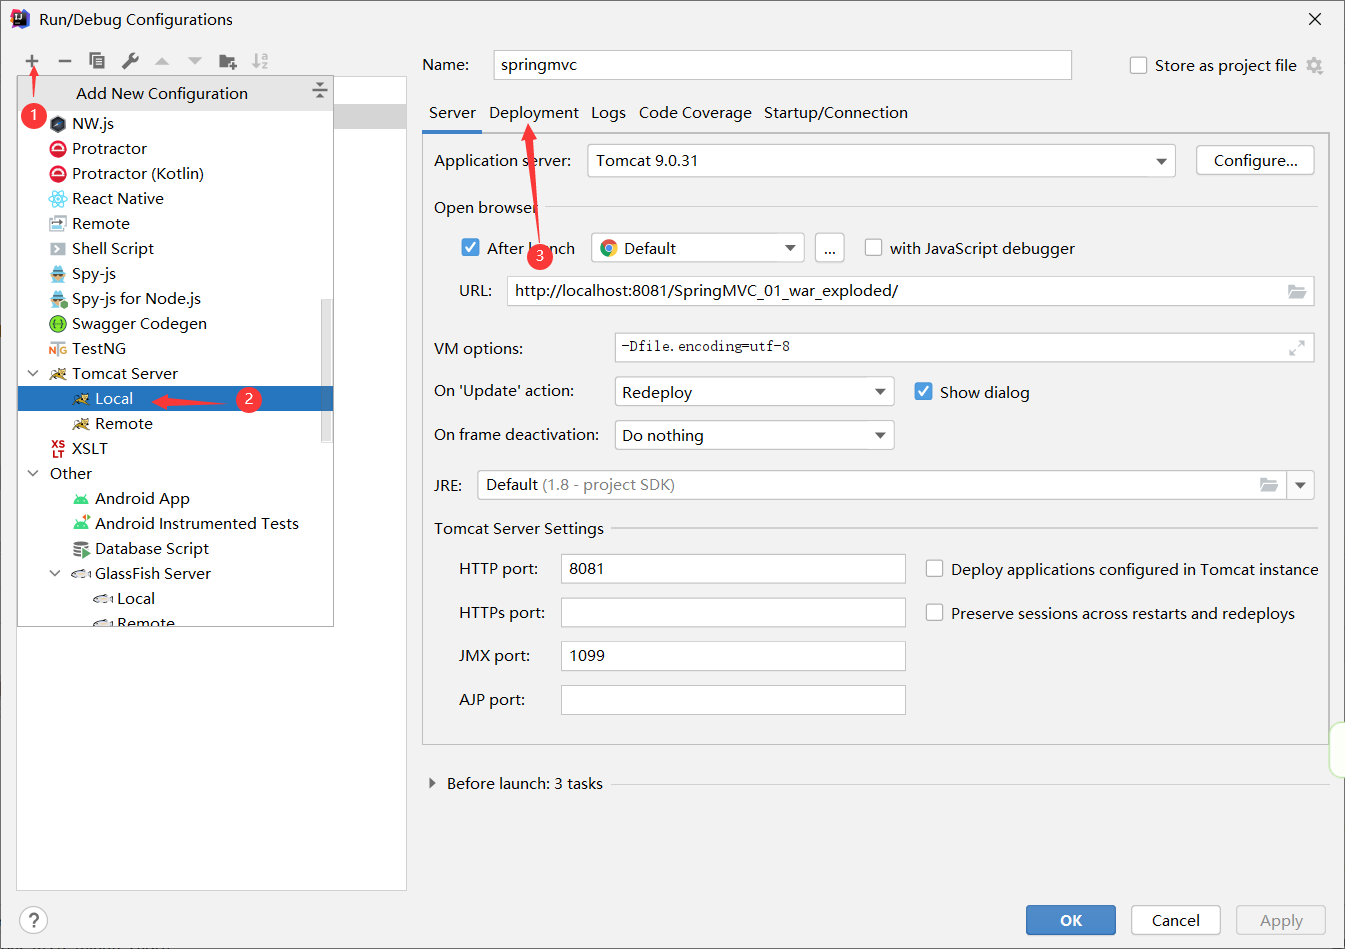 Run/Debug Configurations
Add New Configuration
1
NW.js
Protractor
Protractor (Kotlin)
React Native
Remote
Shell Script
Spy-js
Spy-js for Node.js
Swagger Codegen
TestNG
Tomcat Server
Local
2
Remote
XSLT
Other
Android App
Android Instrumented Tests
Database Script
GlassFish Server
Local
Remote
Name: springmvc
Store as project file
Server Deployment Logs Code Coverage Startup/Connection
Application server: Tomcat 9.0.31 Configure...
Open browser
After launch Default ... with JavaScript debugger
3
URL: http://localhost:8081/SpringMVC_01_war_exploded/
VM options: -Dfile.encoding=utf-8
On 'Update' action: Redeploy Show dialog
On frame deactivation: Do nothing
JRE: Default (1.8 - project SDK)
Tomcat Server Settings
HTTP port: 8081 Deploy applications configured in Tomcat instance
HTTPs port: Preserve sessions across restarts and redeploys
JMX port: 1099
AJP port:
Before launch: 3 tasks
? OK Cancel Apply